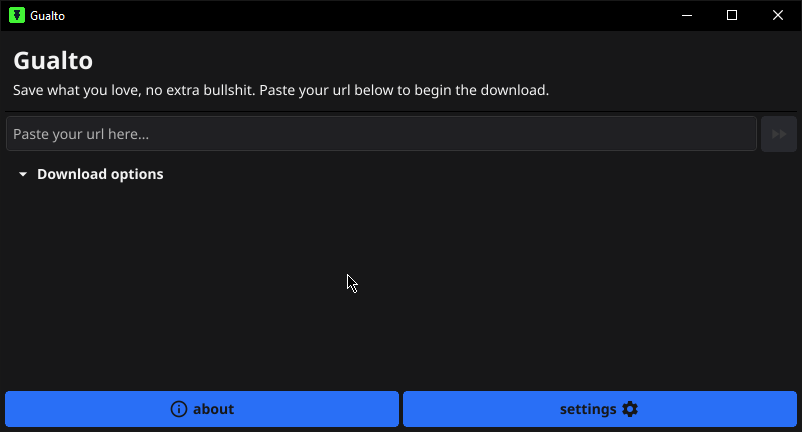 Gualto
Gualto
Save what you love, no extra bullshit. Paste your url below to begin the download.
Paste your url here...
Download options
about
settings